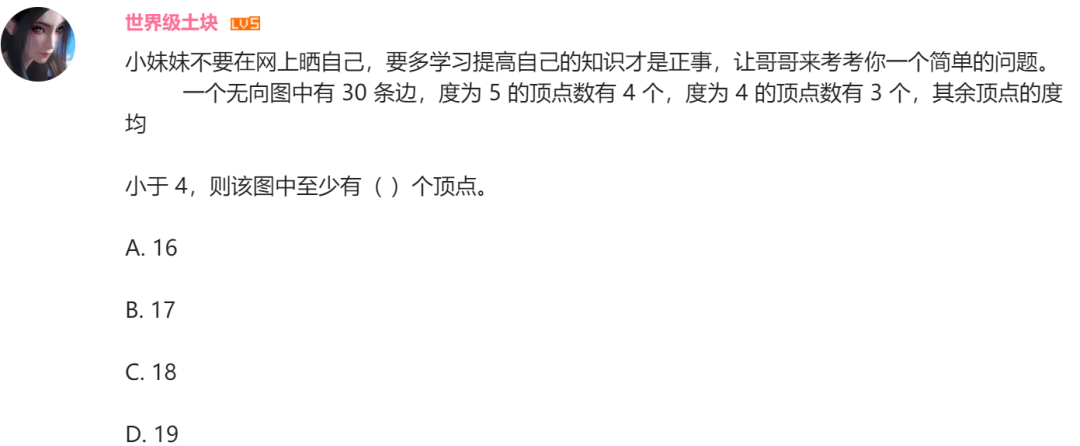 世界级土块 LV5
小妹妹不要在网上晒自己，要多学习提高自己的知识才是正事，让哥哥来考考你一个简单的问题。
一个无向图中有 30 条边，度为 5 的顶点数有 4 个，度为 4 的顶点数有 3 个，其余顶点的度
均
小于 4，则该图中至少有（ ）个顶点。
A. 16
B. 17
C. 18
D. 19